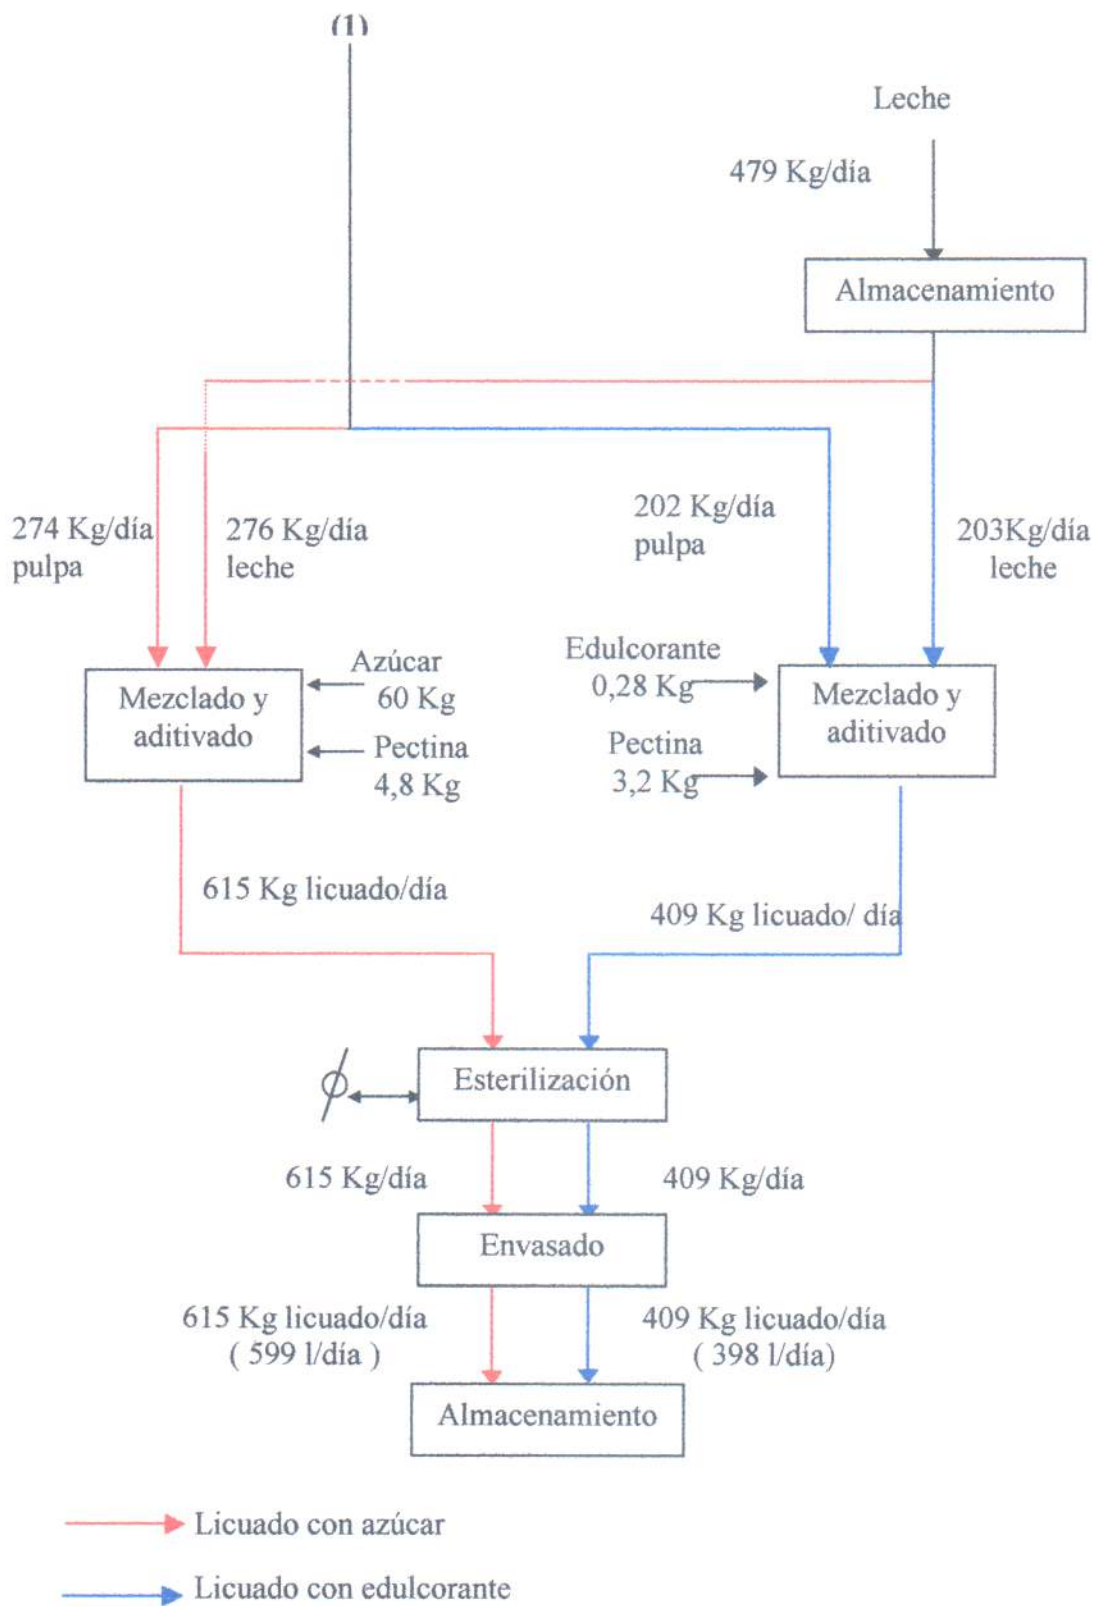 (1)
Leche
479 Kg/día
Almacenamiento
274 Kg/día
pulpa
276 Kg/día
leche
202 Kg/día
pulpa
203Kg/día
leche
Azúcar
60 Kg
Pectina
4,8 Kg
Mezclado y
aditivado
Edulcorante
0,28 Kg
Pectina
3,2 Kg
Mezclado y
aditivado
615 Kg licuado/día
409 Kg licuado/ día
Esterilización
615 Kg/día
409 Kg/día
Envasado
615 Kg licuado/día
( 599 l/día )
409 Kg licuado/día
( 398 l/día)
Almacenamiento
Licuado con azúcar
Licuado con edulcorante